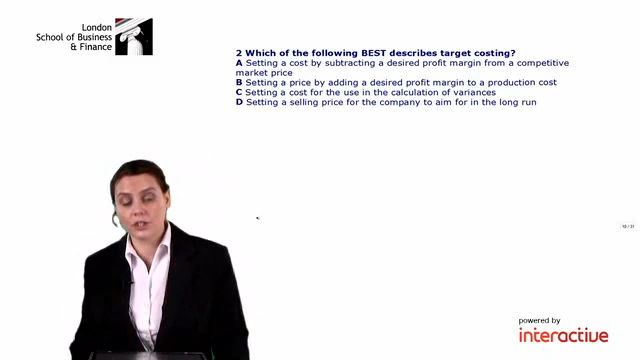 London
School of Business
& Finance
2 Which of the following BEST describes target costing?
A Setting a cost by subtracting a desired profit margin from a competitive
market price
B Setting a price by adding a desired profit margin to a production cost
C Setting a cost for the use in the calculation of variances
D Setting a selling price for the company to aim for in the long run
powered by
interactive